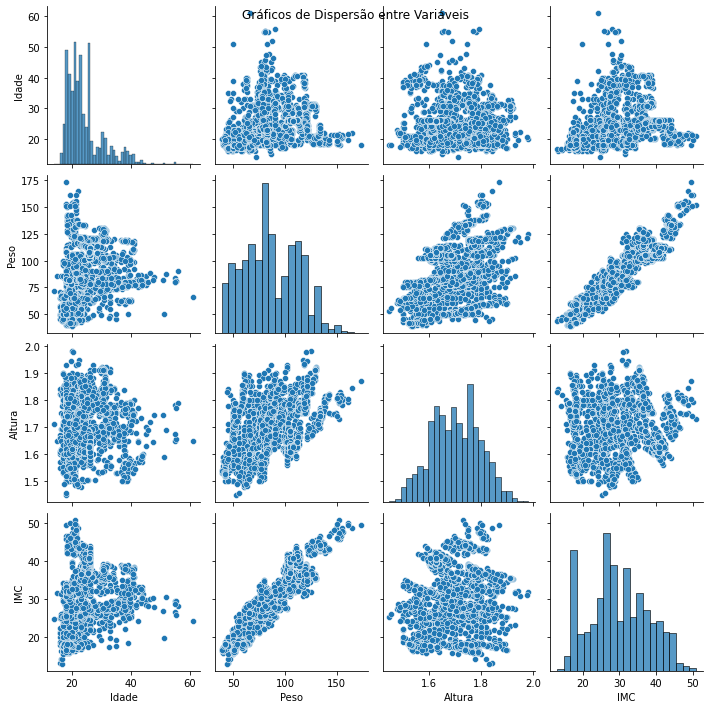 Gráficos de Dispersão entre Variáveis
60
50
40
30
20
Idade
175
150
125
100
75
50
Peso
2.0
1.9
1.8
1.7
1.6
1.5
Altura
50
40
30
20
IMC
20 40 60
50 100 150
1.6 1.8 2.0
20 30 40 50
Idade
Peso
Altura
IMC